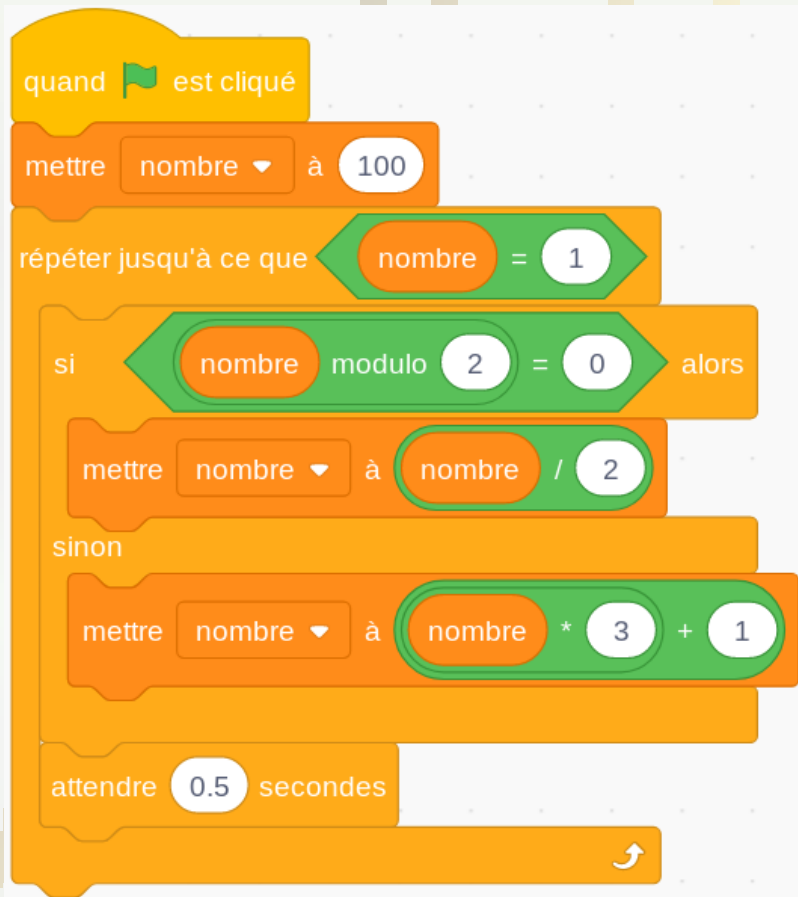 quand est cliqué
mettre nombre à 100
répéter jusqu'à ce que nombre = 1
si nombre modulo 2 = 0 alors
mettre nombre à nombre / 2
sinon
mettre nombre à nombre * 3 + 1
attendre 0.5 secondes